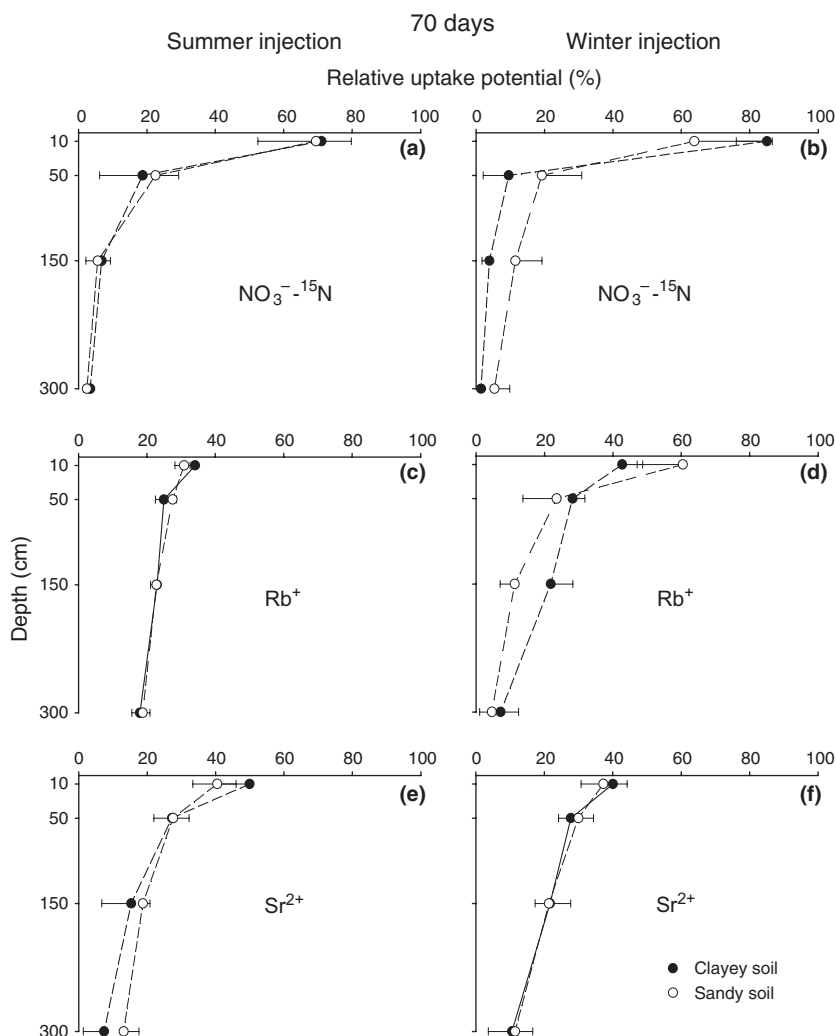 70 days
Summer injection
Winter injection
Relative uptake potential (%)
0 20 40 60 80 100
0 20 40 60 80 100
10
50
150
300
(a)
(b)
NO₃⁻-¹⁵N
NO₃⁻-¹⁵N
0 20 40 60 80 100
0 20 40 60 80 100
10
50
150
300
(c)
(d)
Rb⁺
Rb⁺
Depth (cm)
0 20 40 60 80 100
0 20 40 60 80 100
10
50
150
300
(e)
(f)
Sr²⁺
Sr²⁺
Clayey soil
Sandy soil